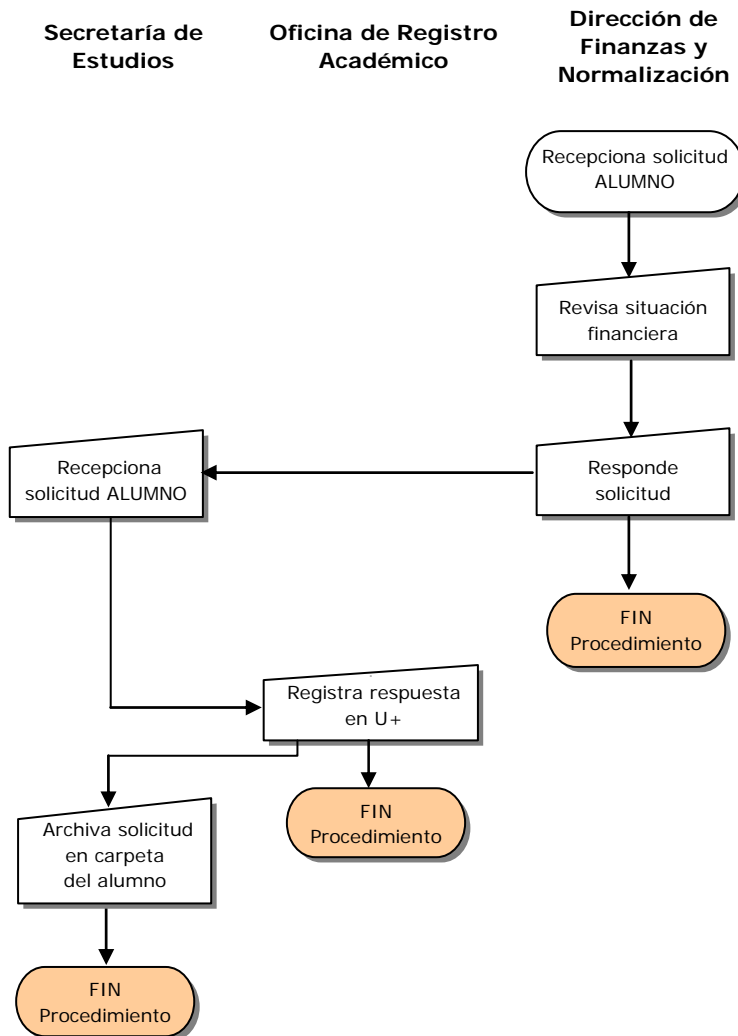 Secretaría de
Estudios
Oficina de Registro
Académico
Dirección de
Finanzas y
Normalización
Recepciona solicitud
ALUMNO
Revisa situación
financiera
Recepciona
solicitud ALUMNO
Responde
solicitud
FIN
Procedimiento
Registra respuesta
en U+
FIN
Procedimiento
Archiva solicitud
en carpeta
del alumno
FIN
Procedimiento